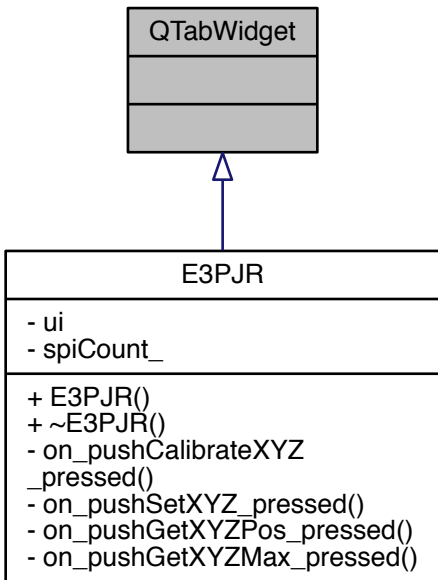 QTabWidget
E3PJR
- ui
- spiCount_
+ E3PJR()
+ ~E3PJR()
- on_pushCalibrateXYZ
_pressed()
- on_pushSetXYZ_pressed()
- on_pushGetXYZPos_pressed()
- on_pushGetXYZMax_pressed()